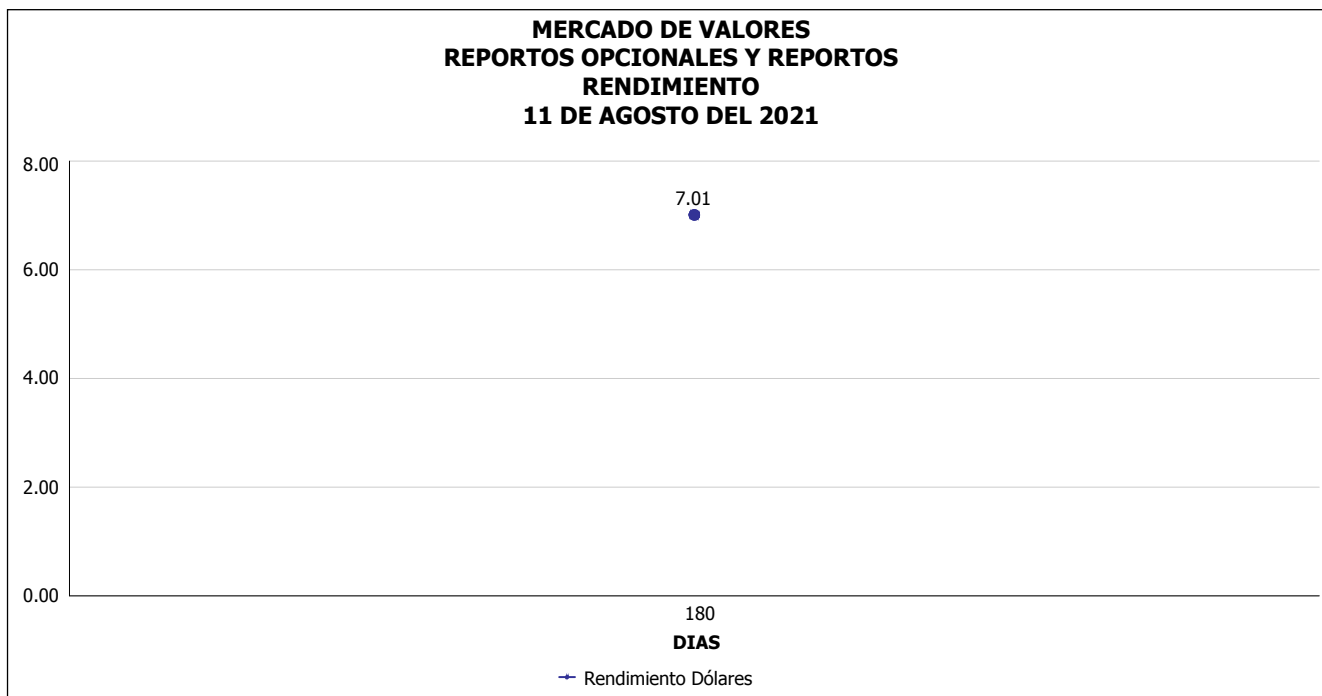 MERCADO DE VALORES
REPORTOS OPCIONALES Y REPORTOS
RENDIMIENTO
11 DE AGOSTO DEL 2021
8.00
7.01
6.00
4.00
2.00
0.00
180
DIAS
Rendimiento Dólares